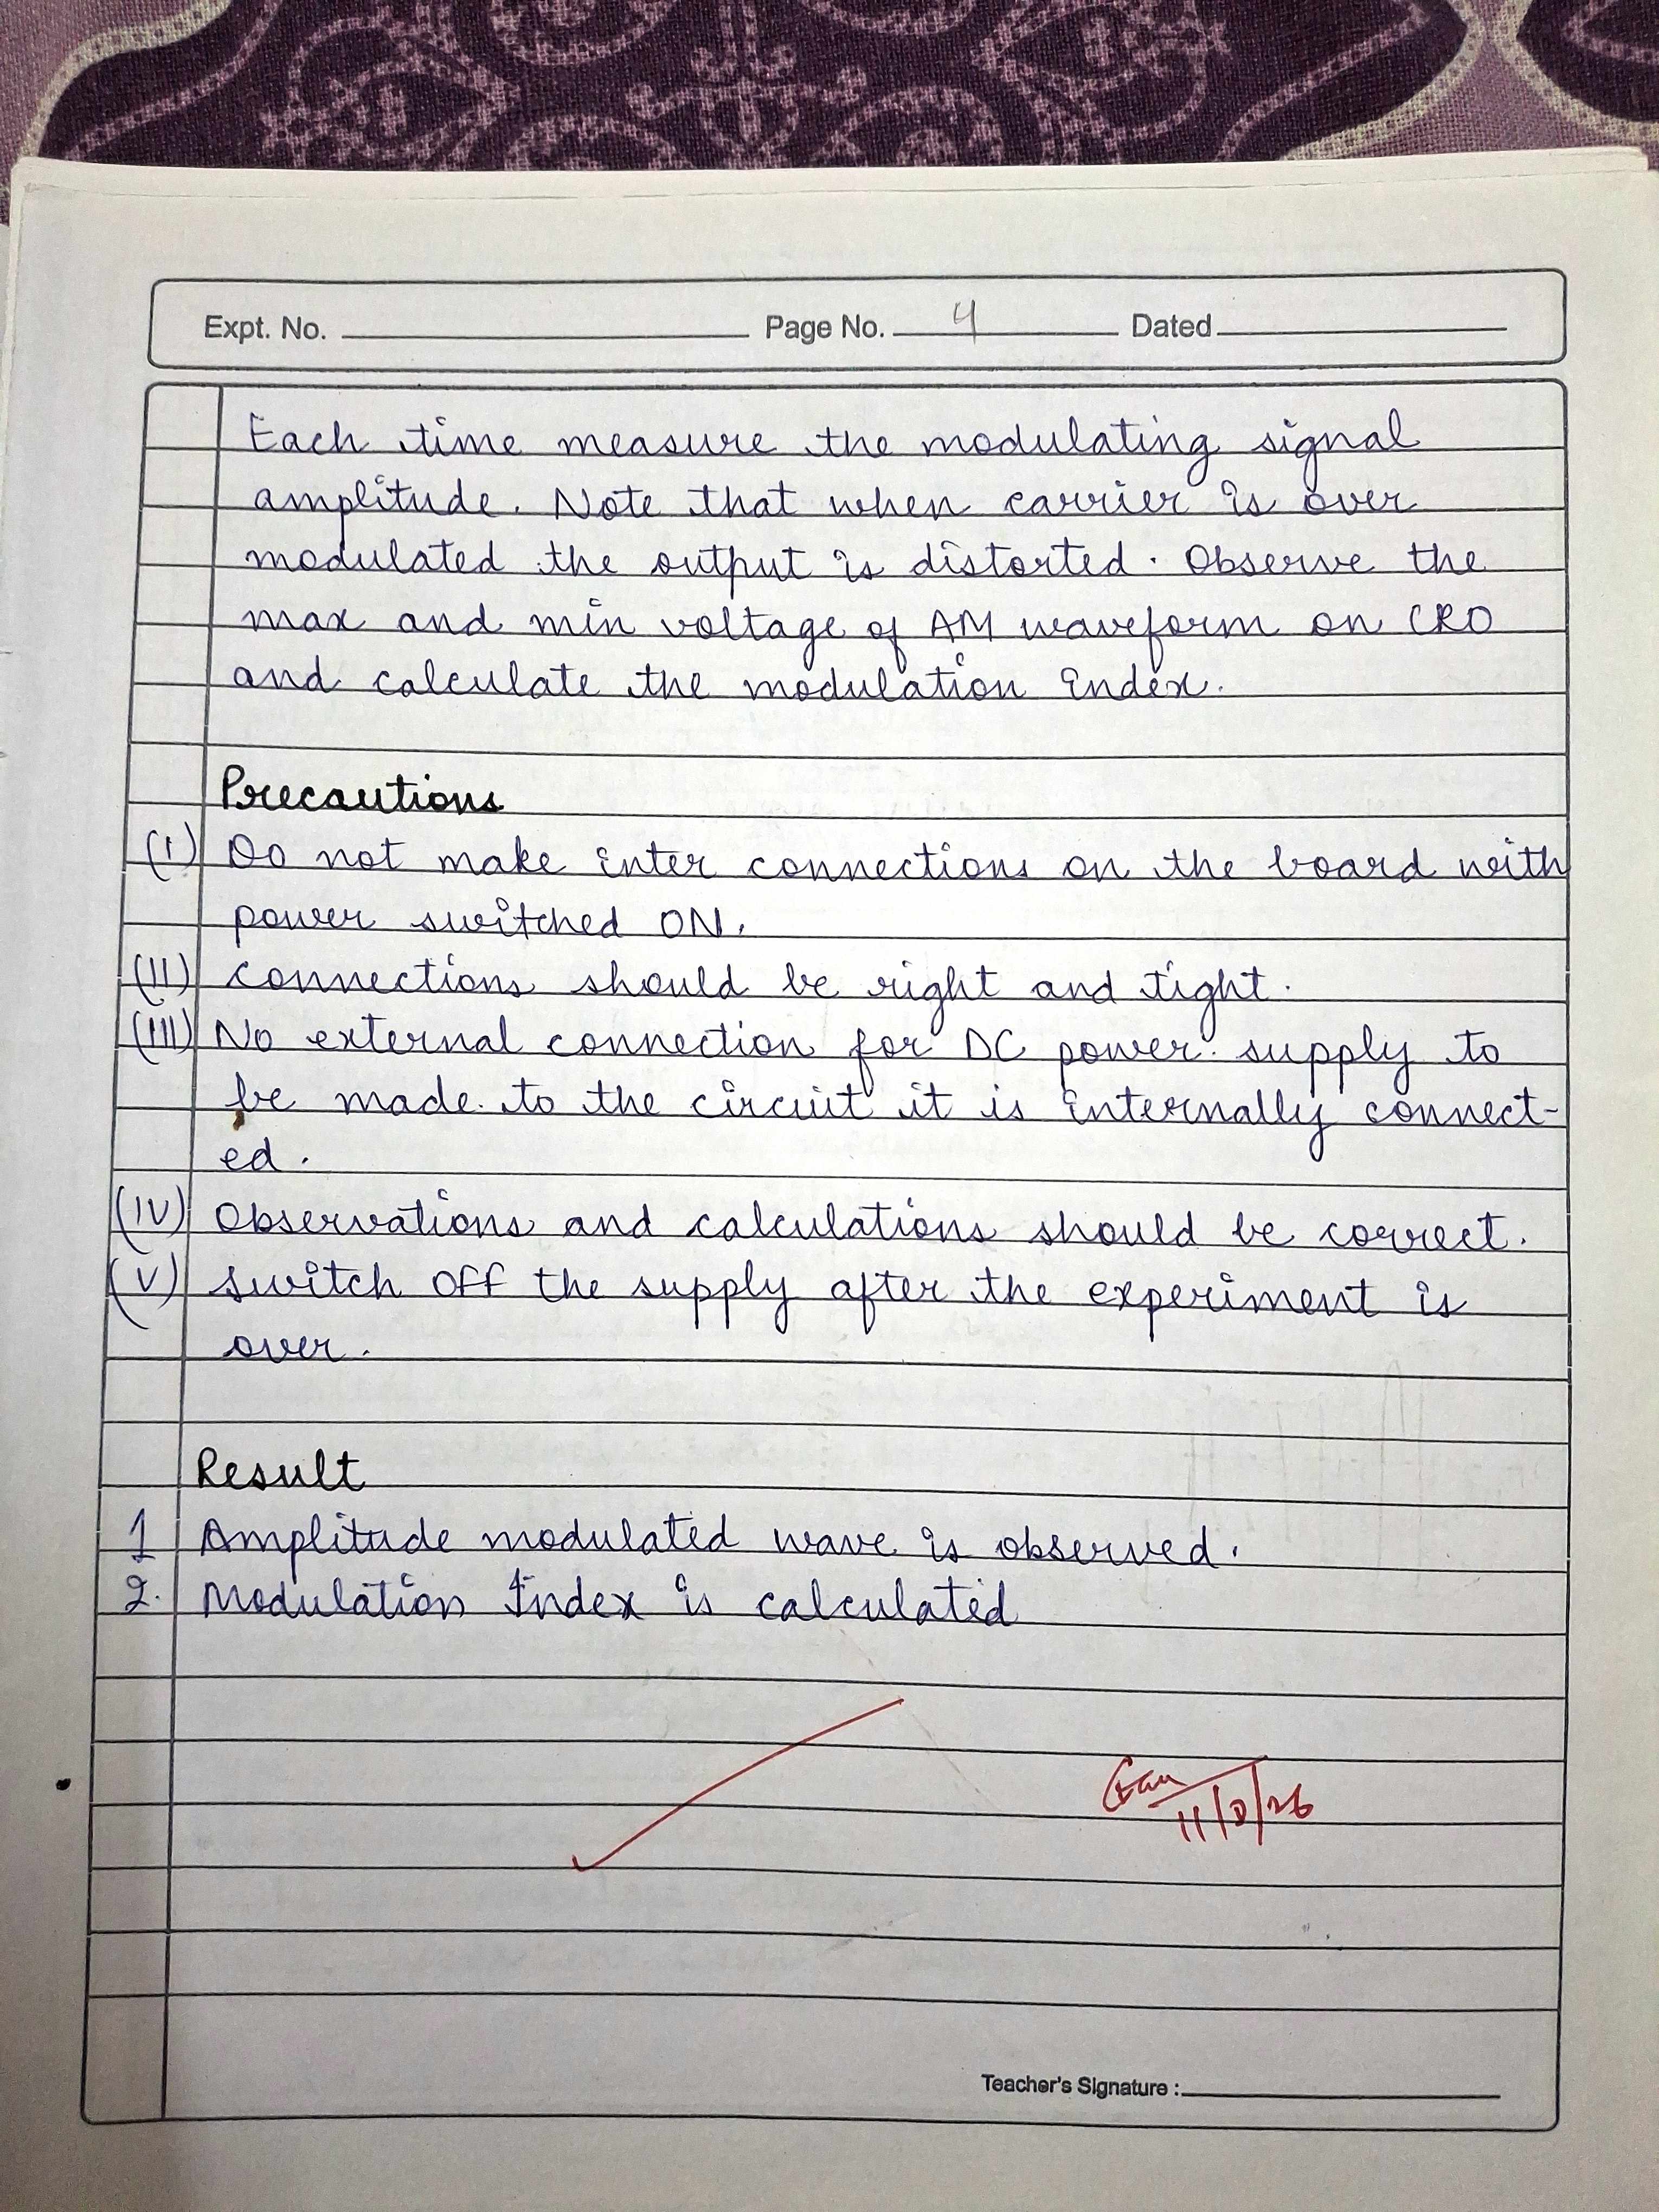 Expt. No. Page No. 4 Dated
Each time measure the modulating signal
amplitude. Note that when carrier is over
modulated the output is distorted. Observe the
max and min voltage of AM waveform on CRO
and calculate the modulation index.
Precautions
(I) Do not make inter connections on the board with
power switched ON.
(II) connections should be right and tight.
(III) No external connection for DC power supply to
be made to the circuit it is internally connect-
ed.
(IV) Observations and calculations should be correct.
(V) Switch OFF the supply after the experiment is
over.
Result
1 Amplitude modulated wave is observed.
2. Modulation Index is calculated
Teacher's Signature :